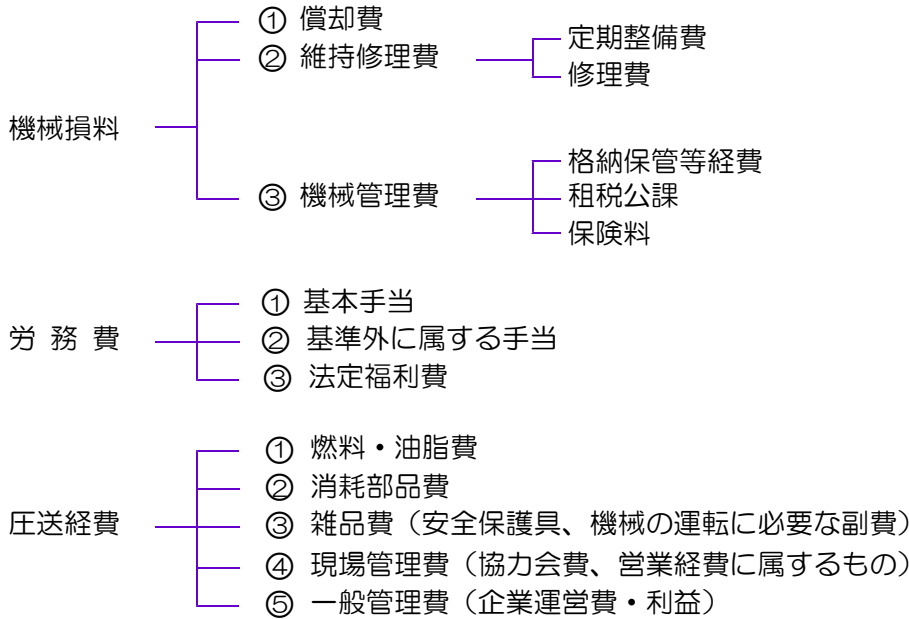 ① 償却費
② 維持修理費
定期整備費
修理費
機械損料
③ 機械管理費
格納保管等経費
租税公課
保険料
① 基本手当
労 務 費
② 基準外に属する手当
③ 法定福利費
① 燃料・油脂費
② 消耗部品費
圧送経費
③ 雑品費（安全保護具、機械の運転に必要な副費）
④ 現場管理費（協力会費、営業経費に属するもの）
⑤ 一般管理費（企業運営費・利益）